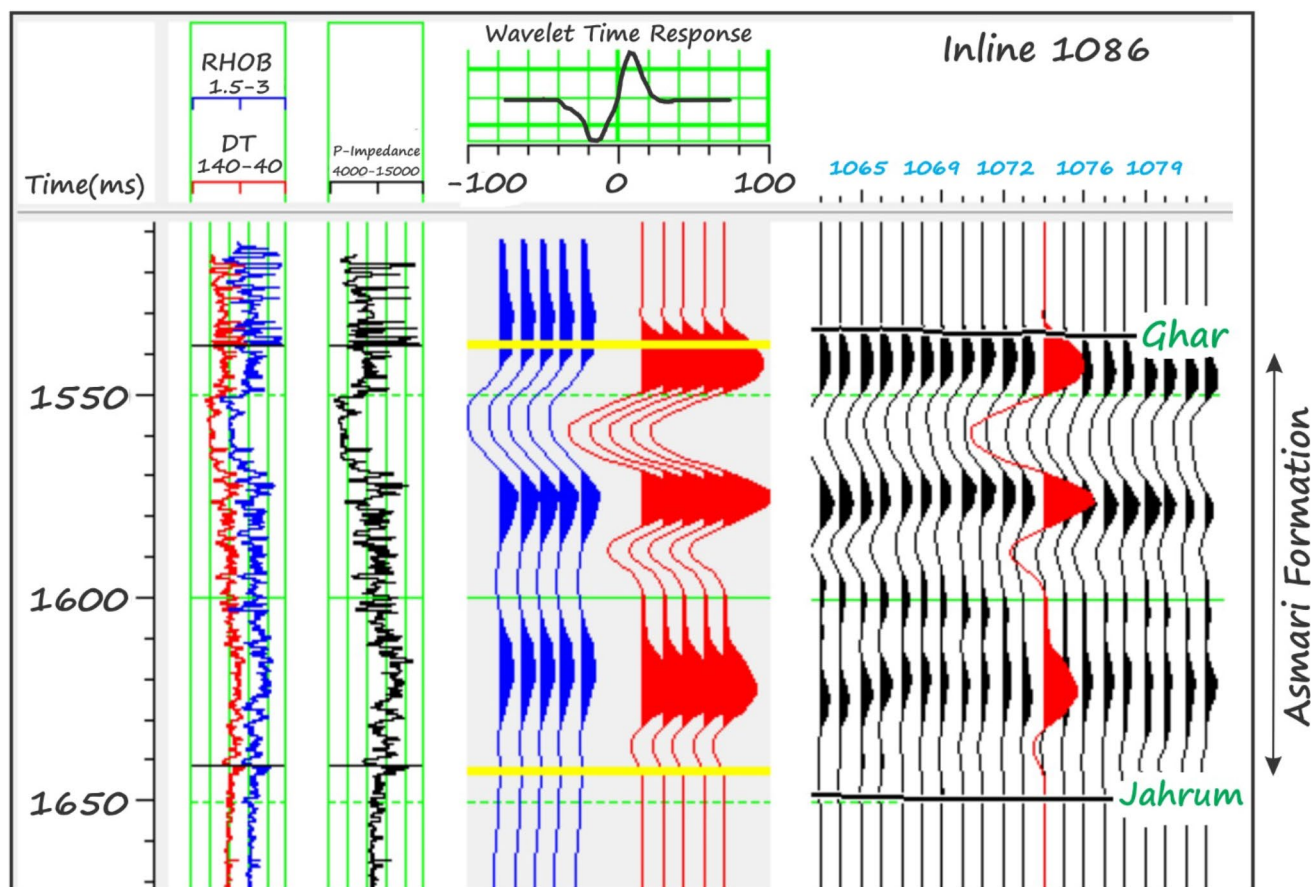 Wavelet Time Response
Inline 1086
RHOB
1.5-3
DT
140-40
P-Impedance
4000-15000
Time(ms)
-100 0 100
1065 1069 1072 1076 1079
Ghar
1550
1600
1650
Jahrum
Asmari Formation